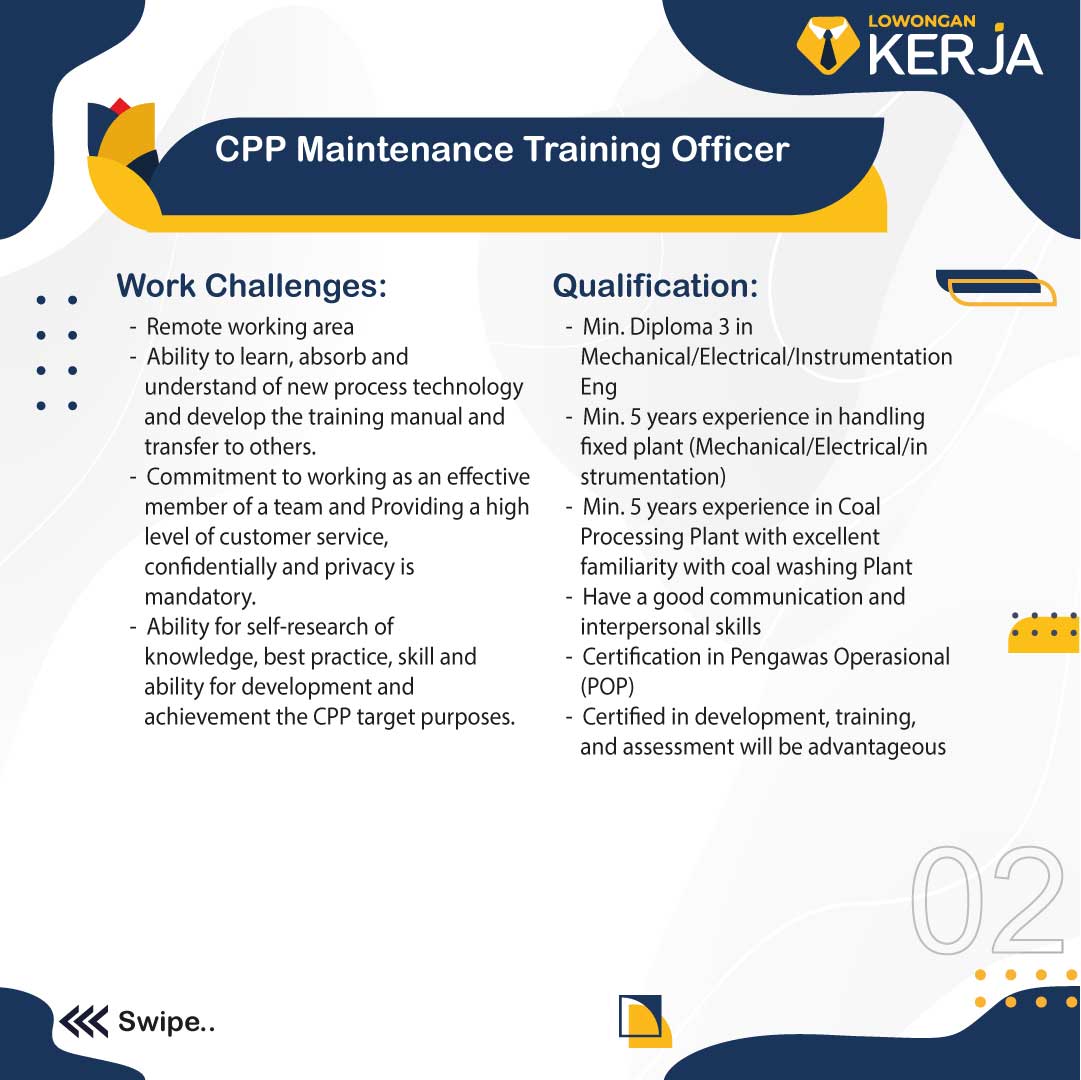 LOWONGAN
KERJA
CPP Maintenance Training Officer
Work Challenges:
- Remote working area
- Ability to learn, absorb and
understand of new process technology
and develop the training manual and
transfer to others.
- Commitment to working as an effective
member of a team and Providing a high
level of customer service,
confidentially and privacy is
mandatory.
- Ability for self-research of
knowledge, best practice, skill and
ability for development and
achievement the CPP target purposes.
Qualification:
- Min. Diploma 3 in
Mechanical/Electrical/Instrumentation
Eng
- Min. 5 years experience in handling
fixed plant (Mechanical/Electrical/in
strumentation)
- Min. 5 years experience in Coal
Processing Plant with excellent
familiarity with coal washing Plant
- Have a good communication and
interpersonal skills
- Certification in Pengawas Operasional
(POP)
- Certified in development, training,
and assessment will be advantageous
02
Swipe..